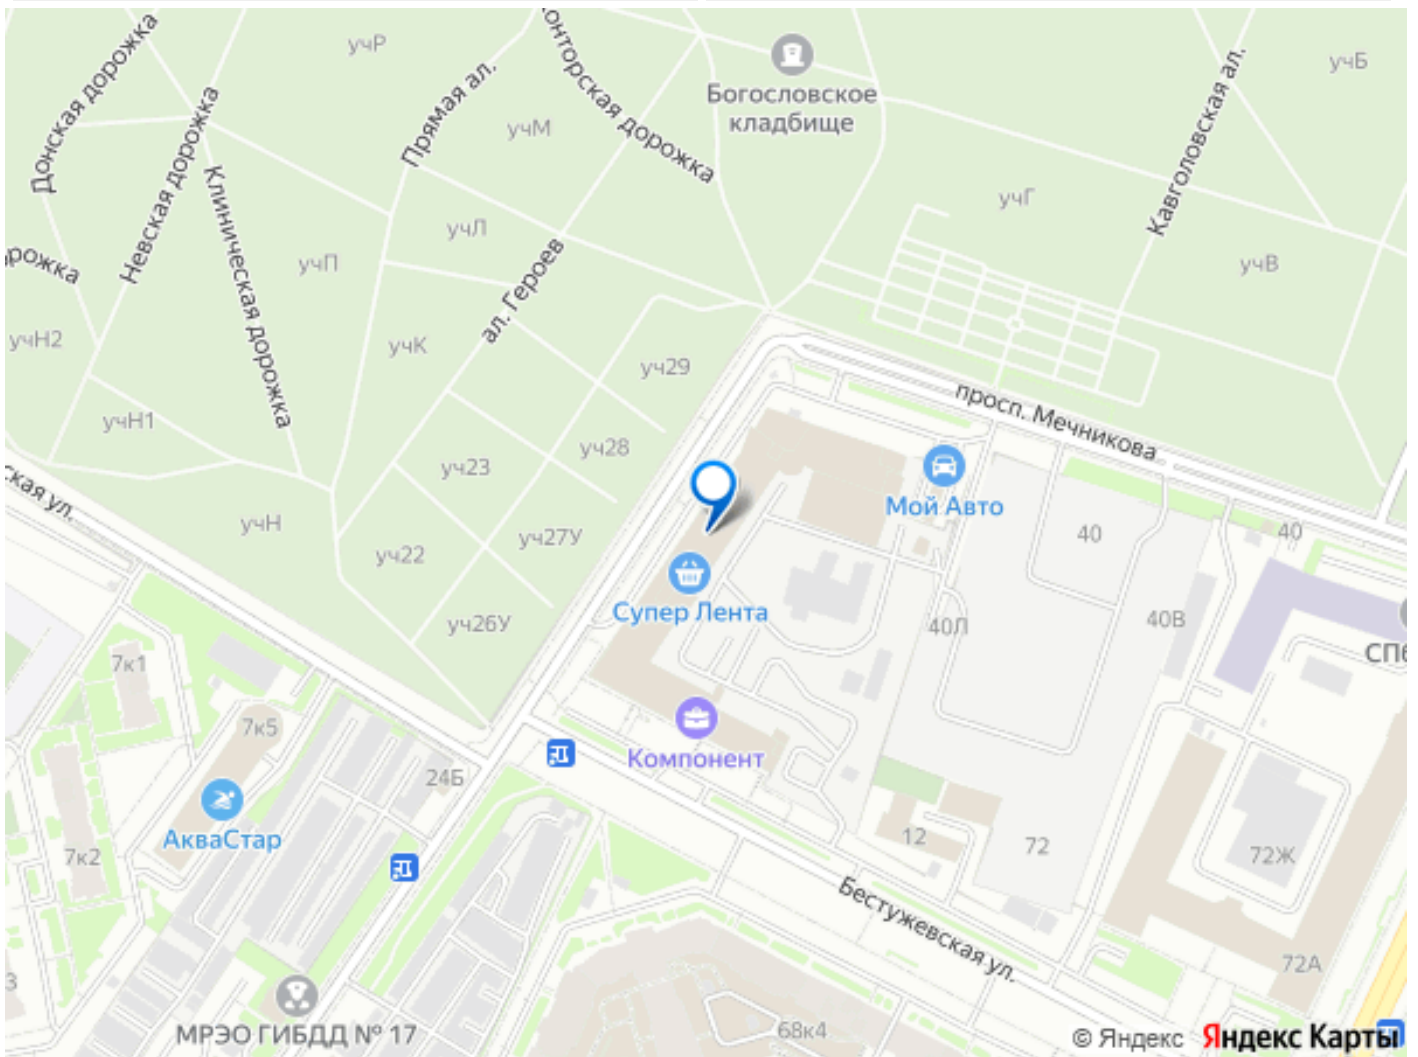 Донская дорожка
Невская дорожка
Клиническая дорожка
учР
Прямая ал.
учМ
онторская дорожка
Богословское
кладбище
Кавголовская ал.
учБ
учГ
учВ
учЛ
учП
ал. Героев
орожка
учН2
учК
учН1
уч29
уч28
уч23
учН
уч22
уч27У
уч26У
просп. Мечникова
Мой Авто
40
40
Супер Лента
40Л
40В
СПб
ская ул.
7к1
7к5
Компонент
24Б
АкваСтар
7к2
12
72
72Ж
Бестужевская ул.
72А
3
МРЭО ГИБДД № 17
68к4
© Яндекс Яндекс Карты